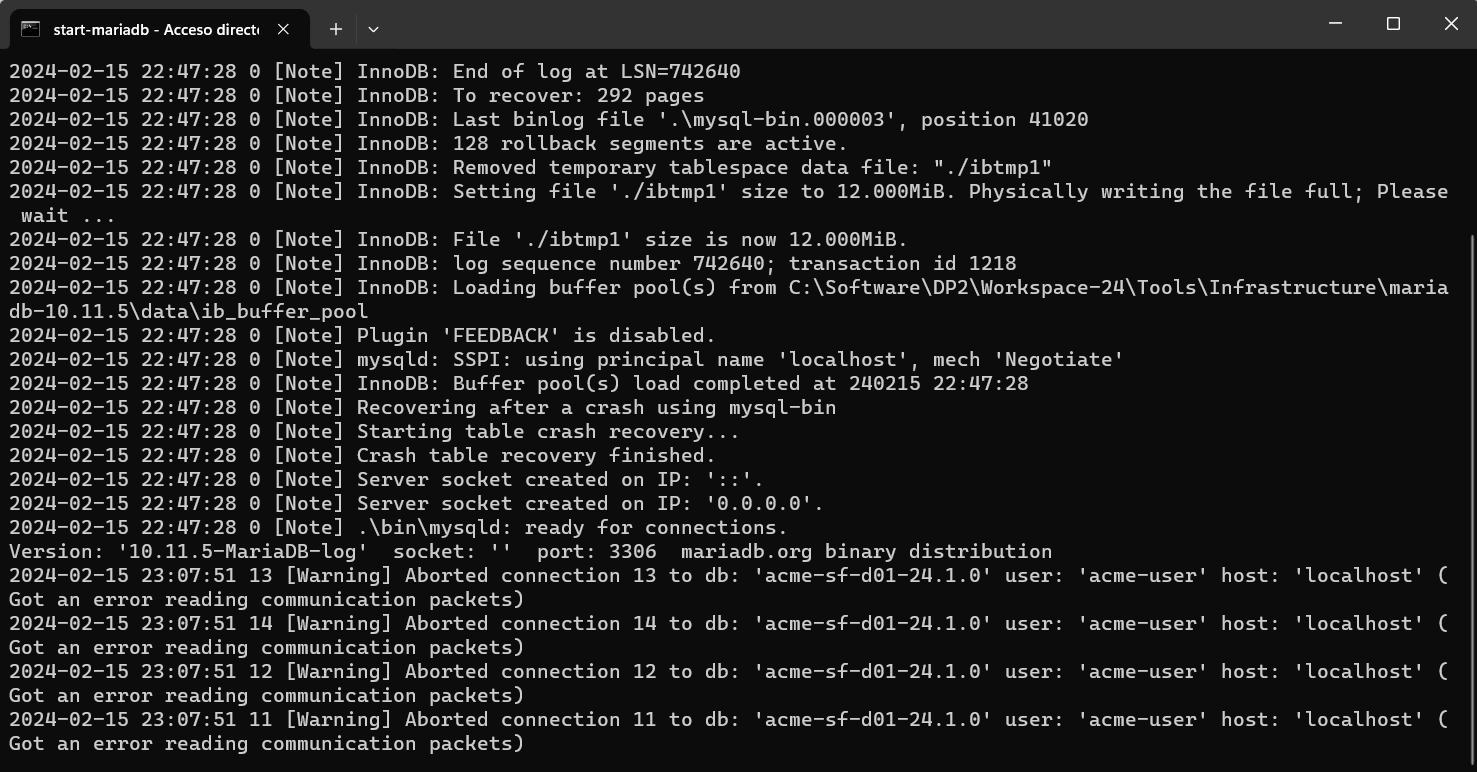 start-mariadb - Acceso direct
2024-02-15 22:47:28 0 [Note] InnoDB: End of log at LSN=742640
2024-02-15 22:47:28 0 [Note] InnoDB: To recover: 292 pages
2024-02-15 22:47:28 0 [Note] InnoDB: Last binlog file '.\mysql-bin.000003', position 41020
2024-02-15 22:47:28 0 [Note] InnoDB: 128 rollback segments are active.
2024-02-15 22:47:28 0 [Note] InnoDB: Removed temporary tablespace data file: "./ibtmp1"
2024-02-15 22:47:28 0 [Note] InnoDB: Setting file './ibtmp1' size to 12.000MiB. Physically writing the file full; Please
 wait ...
2024-02-15 22:47:28 0 [Note] InnoDB: File './ibtmp1' size is now 12.000MiB.
2024-02-15 22:47:28 0 [Note] InnoDB: log sequence number 742640; transaction id 1218
2024-02-15 22:47:28 0 [Note] InnoDB: Loading buffer pool(s) from C:\Software\DP2\Workspace-24\Tools\Infrastructure\maria
db-10.11.5\data\ib_buffer_pool
2024-02-15 22:47:28 0 [Note] Plugin 'FEEDBACK' is disabled.
2024-02-15 22:47:28 0 [Note] mysqld: SSPI: using principal name 'localhost', mech 'Negotiate'
2024-02-15 22:47:28 0 [Note] InnoDB: Buffer pool(s) load completed at 240215 22:47:28
2024-02-15 22:47:28 0 [Note] Recovering after a crash using mysql-bin
2024-02-15 22:47:28 0 [Note] Starting table crash recovery...
2024-02-15 22:47:28 0 [Note] Crash table recovery finished.
2024-02-15 22:47:28 0 [Note] Server socket created on IP: '::'.
2024-02-15 22:47:28 0 [Note] Server socket created on IP: '0.0.0.0'.
2024-02-15 22:47:28 0 [Note] .\bin\mysqld: ready for connections.
Version: '10.11.5-MariaDB-log'  socket: ''  port: 3306  mariadb.org binary distribution
2024-02-15 23:07:51 13 [Warning] Aborted connection 13 to db: 'acme-sf-d01-24.1.0' user: 'acme-user' host: 'localhost' (
Got an error reading communication packets)
2024-02-15 23:07:51 14 [Warning] Aborted connection 14 to db: 'acme-sf-d01-24.1.0' user: 'acme-user' host: 'localhost' (
Got an error reading communication packets)
2024-02-15 23:07:51 12 [Warning] Aborted connection 12 to db: 'acme-sf-d01-24.1.0' user: 'acme-user' host: 'localhost' (
Got an error reading communication packets)
2024-02-15 23:07:51 11 [Warning] Aborted connection 11 to db: 'acme-sf-d01-24.1.0' user: 'acme-user' host: 'localhost' (
Got an error reading communication packets)